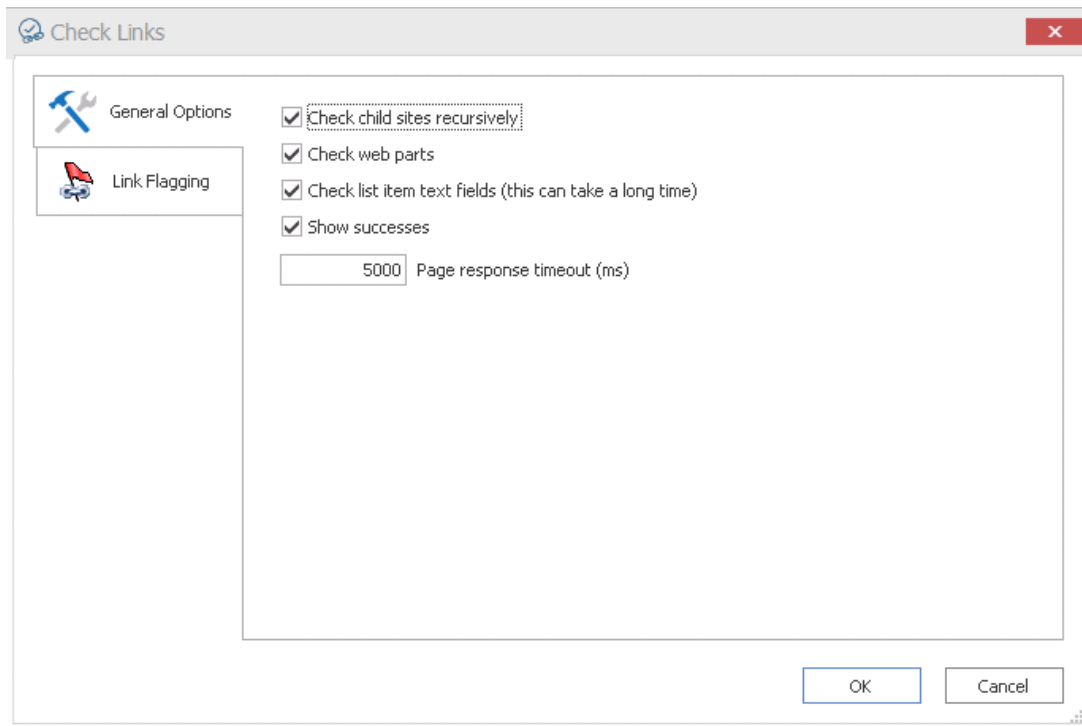 Check Links
General Options
Link Flagging
Check child sites recursively
Check web parts
Check list item text fields (this can take a long time)
Show successes
5000 Page response timeout (ms)
OK
Cancel